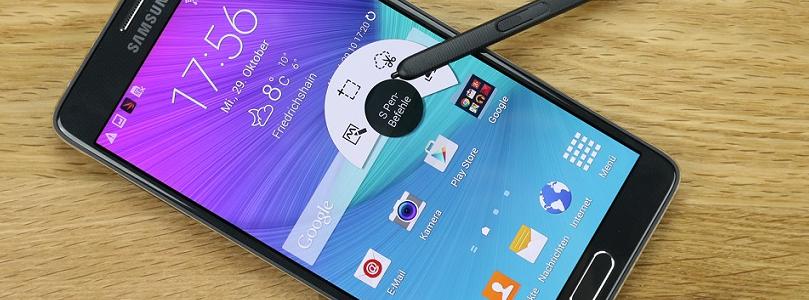 SAMSUNG
17:56
Mi. 29. Oktober
8°C
10°
6°
Friedrichshain
.10 17:20
S Pen-
Befehle
Google
Google
Play Store
Kamera
E-Mail
Menü
Internet
Nachrichten